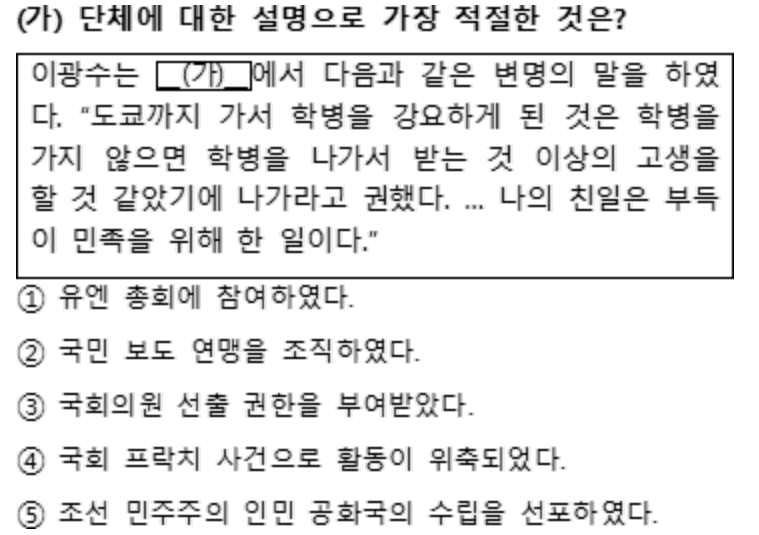 (가) 단체에 대한 설명으로 가장 적절한 것은?
이광수는 _(가)_에서 다음과 같은 변명의 말을 하였
다. “도쿄까지 가서 학병을 강요하게 된 것은 학병을
가지 않으면 학병을 나가서 받는 것 이상의 고생을
할 것 같았기에 나가라고 권했다. ... 나의 친일은 부득
이 민족을 위해 한 일이다.”
① 유엔 총회에 참여하였다.
② 국민 보도 연맹을 조직하였다.
③ 국회의원 선출 권한을 부여받았다.
④ 국회 프락치 사건으로 활동이 위축되었다.
⑤ 조선 민주주의 인민 공화국의 수립을 선포하였다.